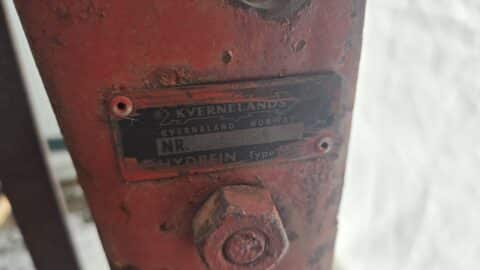 KVERNELANDS
KVERNELAND NORWAY
NR.
HYDREIN Type